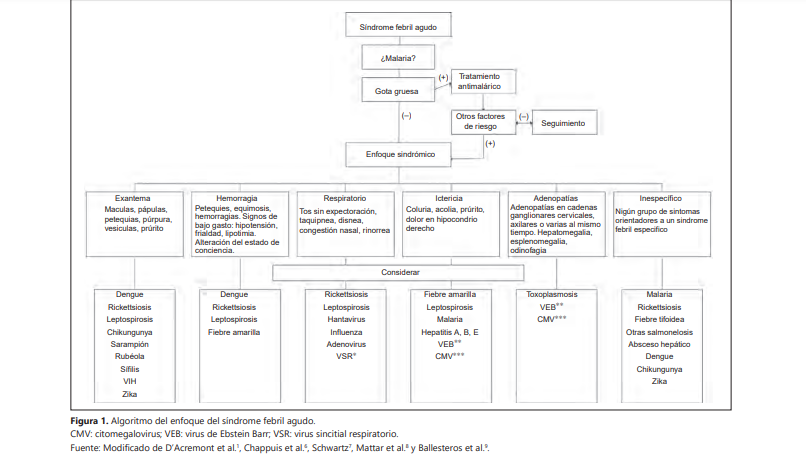 Síndrome febril agudo
¿Malaria?
Gota gruesa
(+)
Tratamiento
antimalárico
(–)
Otros factores
de riesgo
(–)
Seguimiento
(+)
Enfoque sindrómico
Exantema
Maculas, pápulas,
petequias, púrpura,
vesiculas, prúrito
Hemorragia
Petequies, equimosis,
hemorragias. Signos de
bajo gasto: hipotensión,
frialdad, lipotimia.
Alteración del estado de
conciencia.
Respiratorio
Tos sin expectoración,
taquipnea, disnea,
congestión nasal, rinorrea
Ictericia
Coluria, acolia, prúrito,
dolor en hipocondrio
derecho
Adenopatías
Adenopatías en cadenas
ganglionares cervicales,
axilares o varias al mismo
tiempo. Hepatomegalia,
esplenomegalia,
odinofagia
Inespecífico
Nigún grupo de sintomas
orientadores a un síndrome
febril especifico
Considerar
Dengue
Rickettsiosis
Leptospirosis
Chikungunya
Sarampión
Rubéola
Sífilis
VIH
Zika
Dengue
Rickettsiosis
Leptospirosis
Fiebre amarilla
Rickettsiosis
Leptospirosis
Hantavirus
Influenza
Adenovirus
VSR*
Fiebre amarilla
Leptospirosis
Malaria
Hepatitis A, B, E
VEB**
CMV***
Toxoplasmosis
VEB**
CMV***
Malaria
Rickettsiosis
Fiebre tifoidea
Otras salmonelosis
Absceso hepático
Dengue
Chikungunya
Zika
Figura 1. Algoritmo del enfoque del síndrome febril agudo.
CMV: citomegalovirus; VEB: virus de Ebstein Barr; VSR: virus sincitial respiratorio.
Fuente: Modificado de D'Acremont et al.¹, Chappuis et al.⁶, Schwartz⁷, Mattar et al.⁸ y Ballesteros et al.⁹.